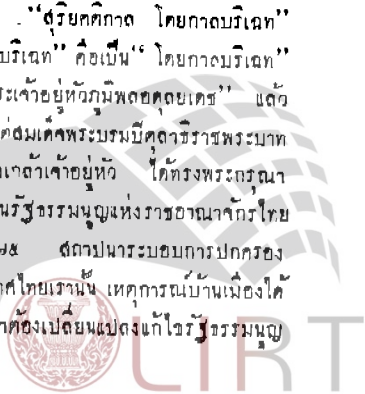 “สุริยคติกาล โดยกาลบริเฉท”
บริเฉท” คือเป็น “ โดยกาลบริเฉท”
ระเจ้าอยู่หัวภูมิพลอดุลยเดช” แล้ว
ต่สมเด็จพระบรมบิตุลาธิราชพระบาท
าเกล้าเจ้าอยู่หัว ได้ทรงพระกรุณา
นรัฐธรรมนูญแห่งราชอาณาจักรไทย
๗๕ สถาปนาระบอบการปกครอง
ศไทยเรานั้น เหตุการณ์บ้านเมืองได้
าต้องเปลี่ยนแปลงแก้ไขรัฐธรรมนูญ
LIRT